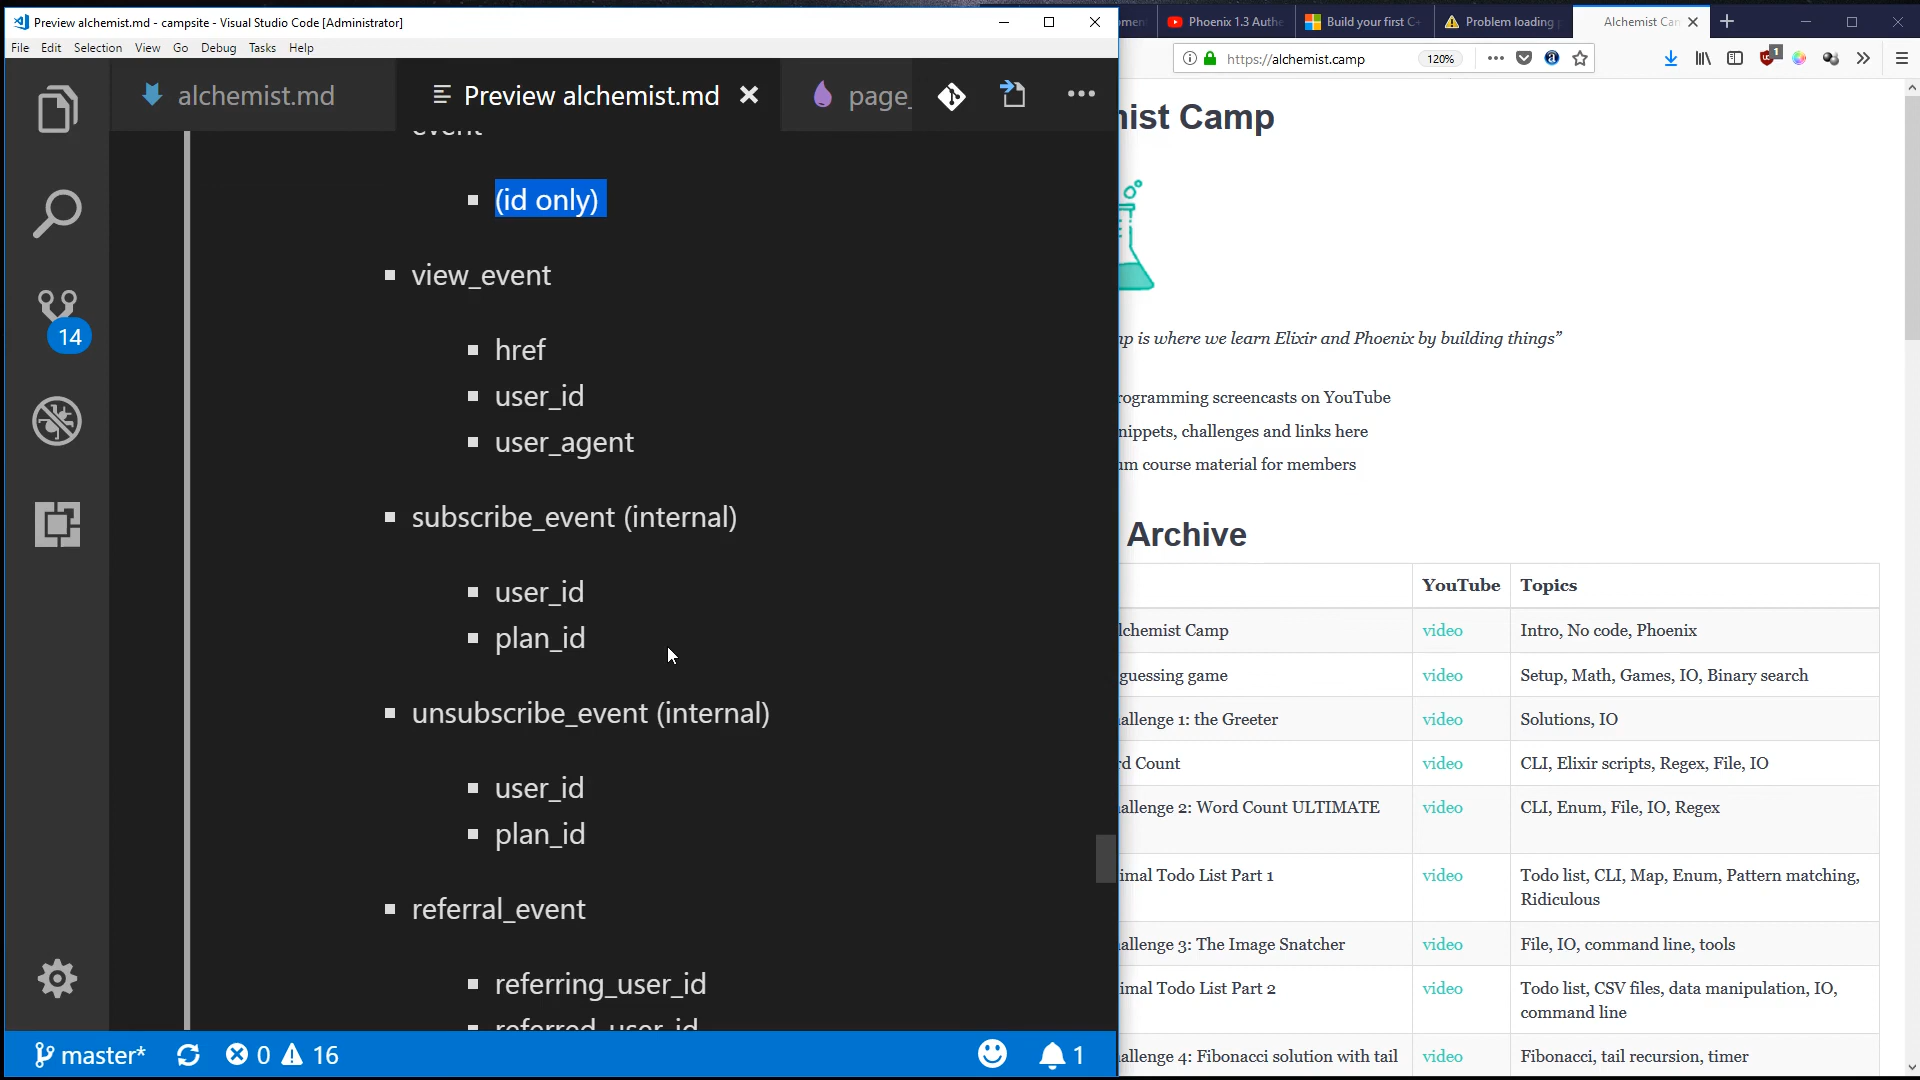 Preview alchemist.md - campsite - Visual Studio Code [Administrator]
File Edit Selection View Go Debug Tasks Help
alchemist.md
Preview alchemist.md
page_
event
(id only)
view_event
href
user_id
user_agent
subscribe_event (internal)
user_id
plan_id
unsubscribe_event (internal)
user_id
plan_id
referral_event
referring_user_id
referred_user_id
14
master*
0
16
1
Phoenix 1.3 Authe
Build your first C+
Problem loading
Alchemist Cam
https://alchemist.camp
120%
1
mist Camp
mp is where we learn Elixir and Phoenix by building things”
rogramming screencasts on YouTube
nippets, challenges and links here
um course material for members
Archive
YouTube Topics
lchemist Camp video Intro, No code, Phoenix
guessing game video Setup, Math, Games, IO, Binary search
allenge 1: the Greeter video Solutions, IO
rd Count video CLI, Elixir scripts, Regex, File, IO
allenge 2: Word Count ULTIMATE video CLI, Enum, File, IO, Regex
imal Todo List Part 1 video Todo list, CLI, Map, Enum, Pattern matching,
Ridiculous
allenge 3: The Image Snatcher video File, IO, command line, tools
imal Todo List Part 2 video Todo list, CSV files, data manipulation, IO,
command line
allenge 4: Fibonacci solution with tail video Fibonacci, tail recursion, timer